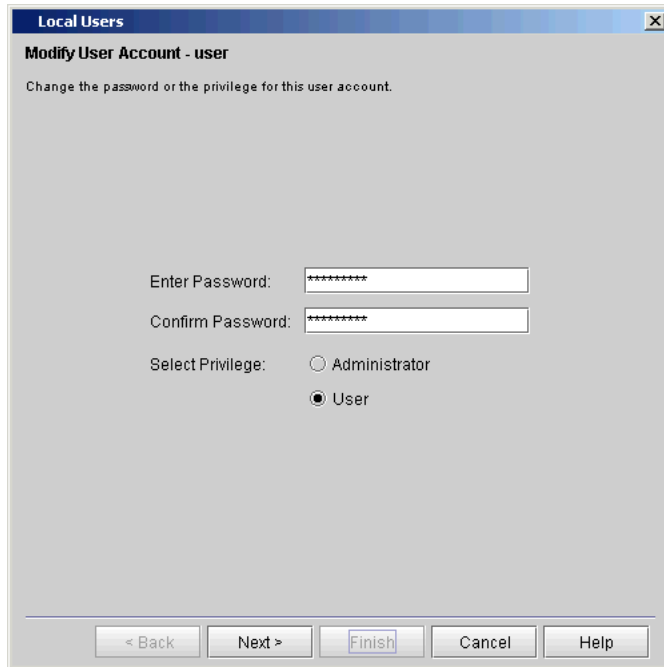 Local Users
Modify User Account - user
Change the password or the privilege for this user account.
Enter Password: *********
Confirm Password: *********
Select Privilege: Administrator
User
< Back Next > Finish Cancel Help